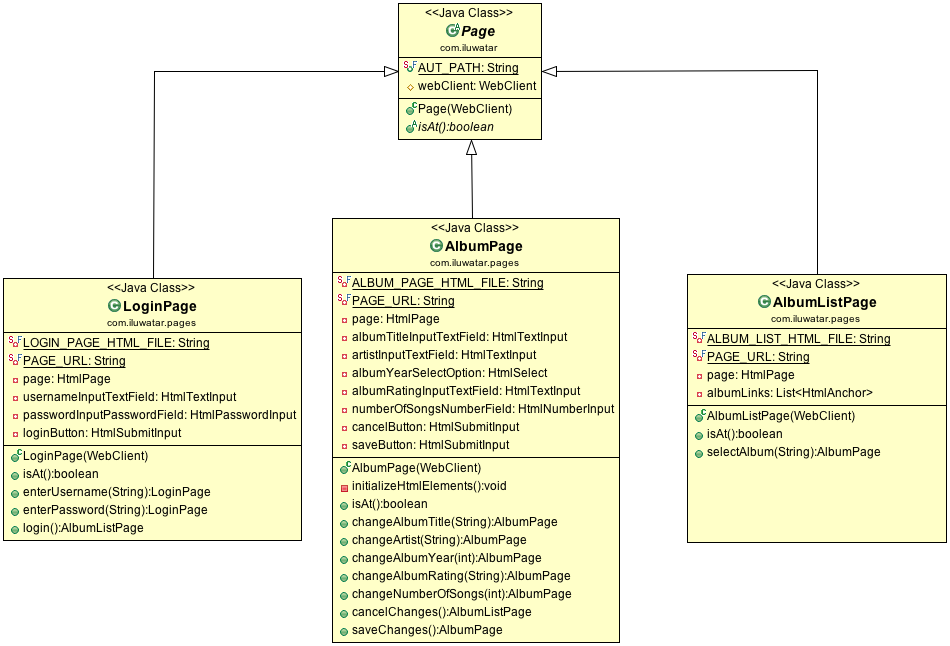 <<Java Class>>
Page
com.iluwatar
AUT_PATH: String
webClient: WebClient
Page(WebClient)
isAt():boolean
<<Java Class>>
LoginPage
com.iluwatar.pages
LOGIN_PAGE_HTML_FILE: String
PAGE_URL: String
page: HtmlPage
usernameInputTextField: HtmlTextInput
passwordInputPasswordField: HtmlPasswordInput
loginButton: HtmlSubmitInput
LoginPage(WebClient)
isAt():boolean
enterUsername(String):LoginPage
enterPassword(String):LoginPage
login():AlbumListPage
<<Java Class>>
AlbumPage
com.iluwatar.pages
ALBUM_PAGE_HTML_FILE: String
PAGE_URL: String
page: HtmlPage
albumTitleInputTextField: HtmlTextInput
artistInputTextField: HtmlTextInput
albumYearSelectOption: HtmlSelect
albumRatingInputTextField: HtmlTextInput
numberOfSongsNumberField: HtmlNumberInput
cancelButton: HtmlSubmitInput
saveButton: HtmlSubmitInput
AlbumPage(WebClient)
initializeHtmlElements():void
isAt():boolean
changeAlbumTitle(String):AlbumPage
changeArtist(String):AlbumPage
changeAlbumYear(int):AlbumPage
changeAlbumRating(String):AlbumPage
changeNumberOfSongs(int):AlbumPage
cancelChanges():AlbumListPage
saveChanges():AlbumPage
<<Java Class>>
AlbumListPage
com.iluwatar.pages
ALBUM_LIST_HTML_FILE: String
PAGE_URL: String
page: HtmlPage
albumLinks: List<HtmlAnchor>
AlbumListPage(WebClient)
isAt():boolean
selectAlbum(String):AlbumPage